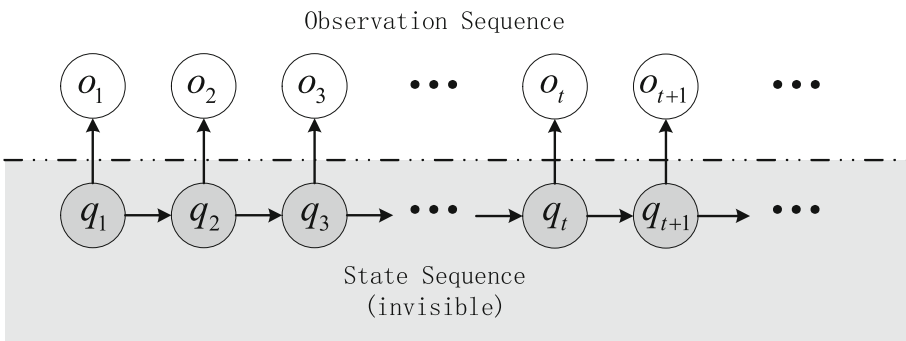 Observation Sequence
o1 o2 o3 ••• ot ot+1 •••
q1 q2 q3 ••• qt qt+1 •••
State Sequence
(invisible)